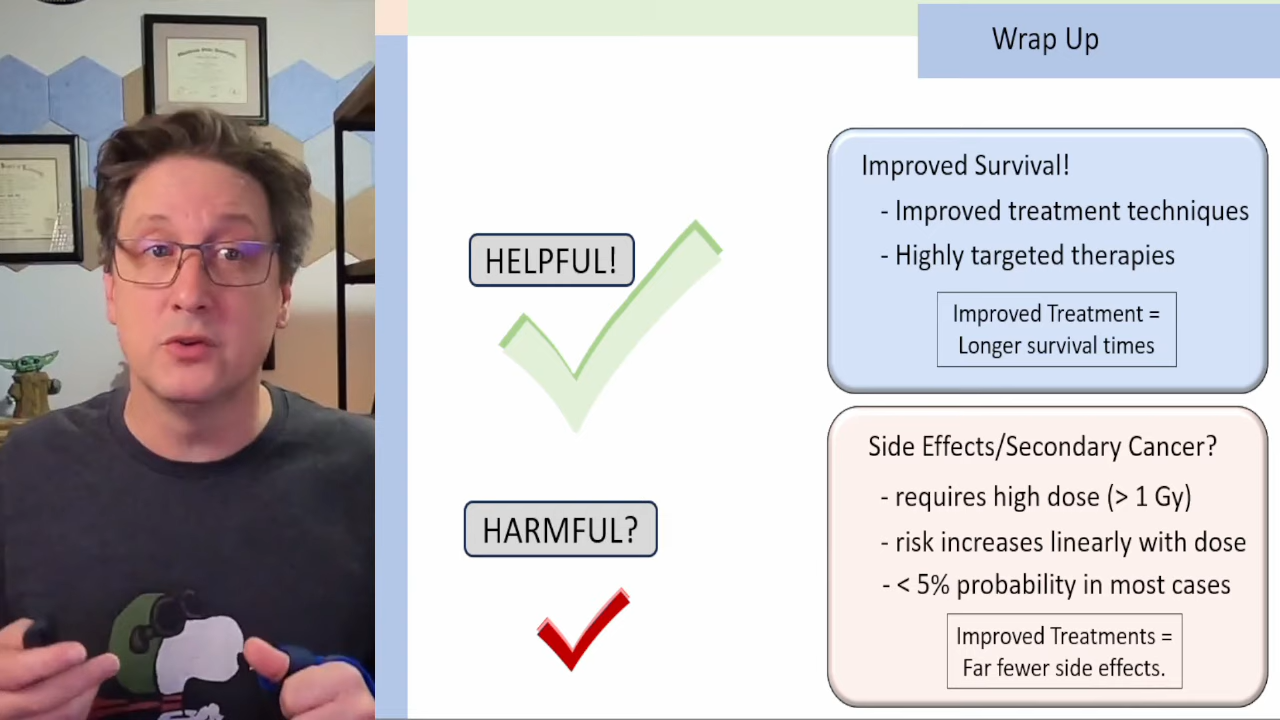 Wrap Up
HELPFUL!
Improved Survival!
- Improved treatment techniques
- Highly targeted therapies
Improved Treatment =
Longer survival times
HARMFUL?
Side Effects/Secondary Cancer?
- requires high dose (> 1 Gy)
- risk increases linearly with dose
- < 5% probability in most cases
Improved Treatments =
Far fewer side effects.